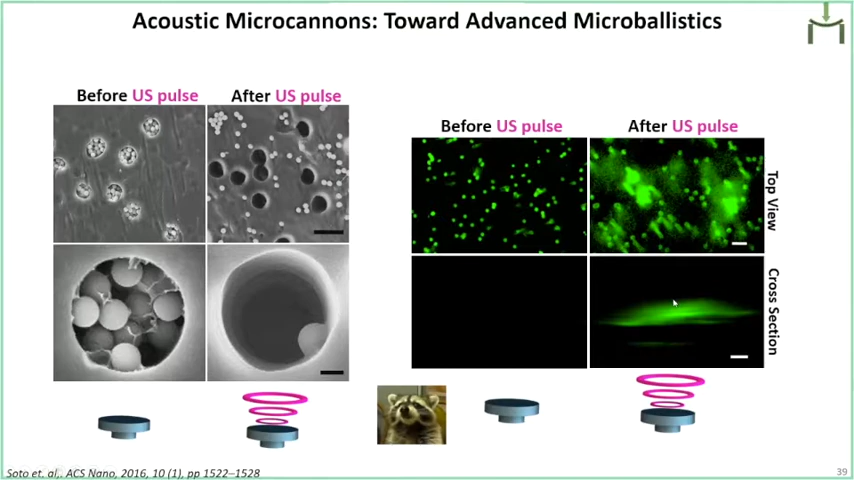 Acoustic Microcannons: Toward Advanced Microballistics
Before US pulse
After US pulse
Before US pulse
After US pulse
Top View
Cross Section
Soto et. al,. ACS Nano, 2016, 10 (1), pp 1522–1528
39